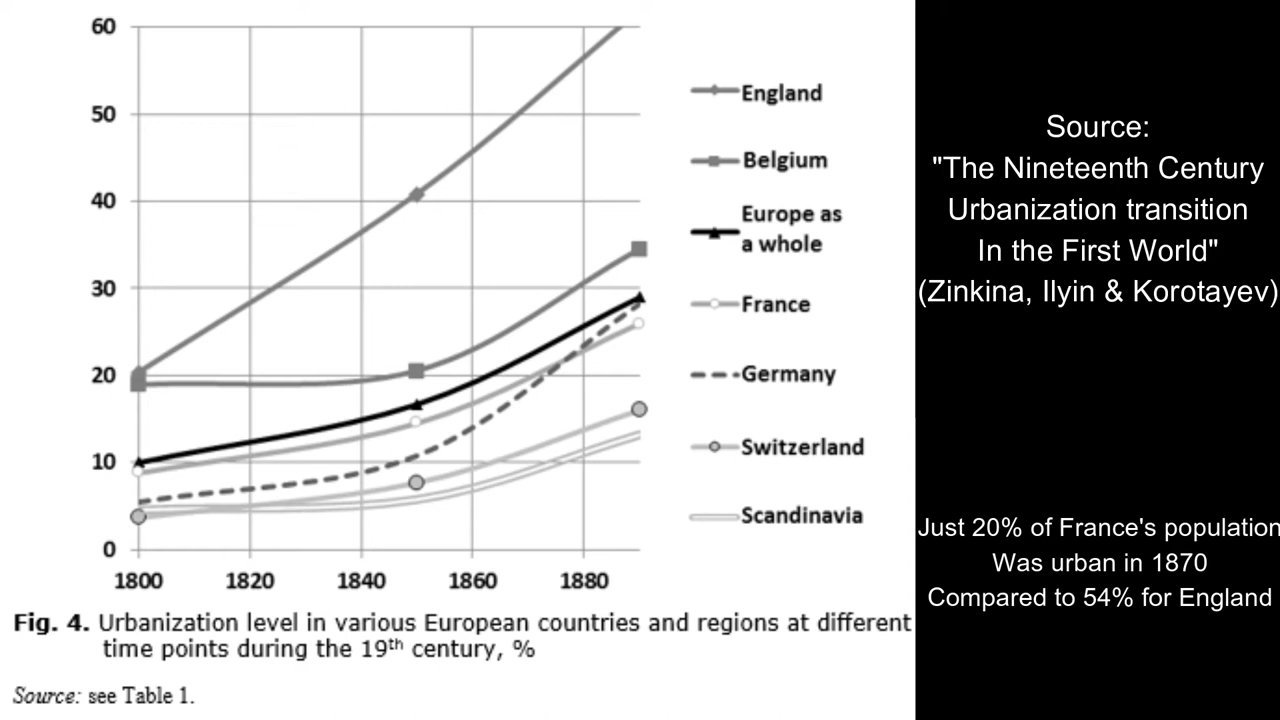 60
50
40
30
20
10
0
1800 1820 1840 1860 1880
England
Belgium
Europe as
a whole
France
Germany
Switzerland
Scandinavia
Fig. 4. Urbanization level in various European countries and regions at different
time points during the 19th century, %
Source: see Table 1.
Source:
"The Nineteenth Century
Urbanization transition
In the First World"
(Zinkina, Ilyin & Korotayev)
Just 20% of France's population
Was urban in 1870
Compared to 54% for England